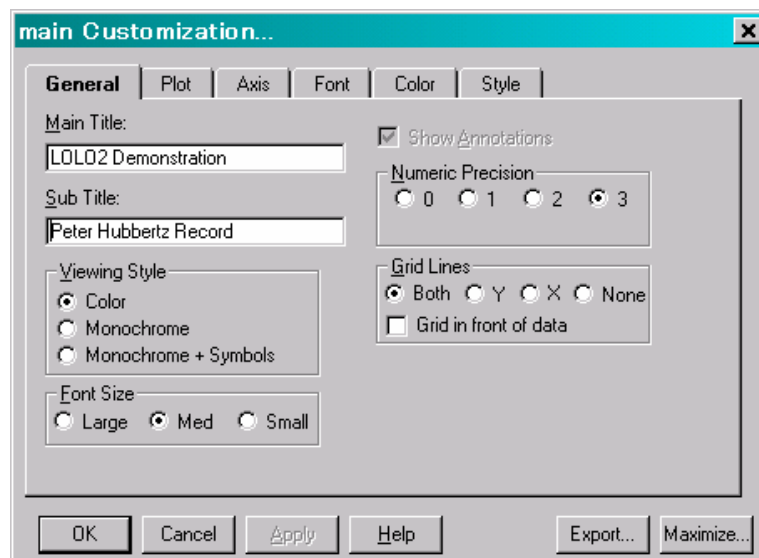 main Customization...
General Plot Axis Font Color Style
Main Title:
LOLO2 Demonstration
Sub Title:
Peter Hubbertz Record
Viewing Style
Color
Monochrome
Monochrome + Symbols
Font Size
Large Med Small
Show Annotations
Numeric Precision
0 1 2 3
Grid Lines
Both Y X None
Grid in front of data
OK Cancel Apply Help Export... Maximize...